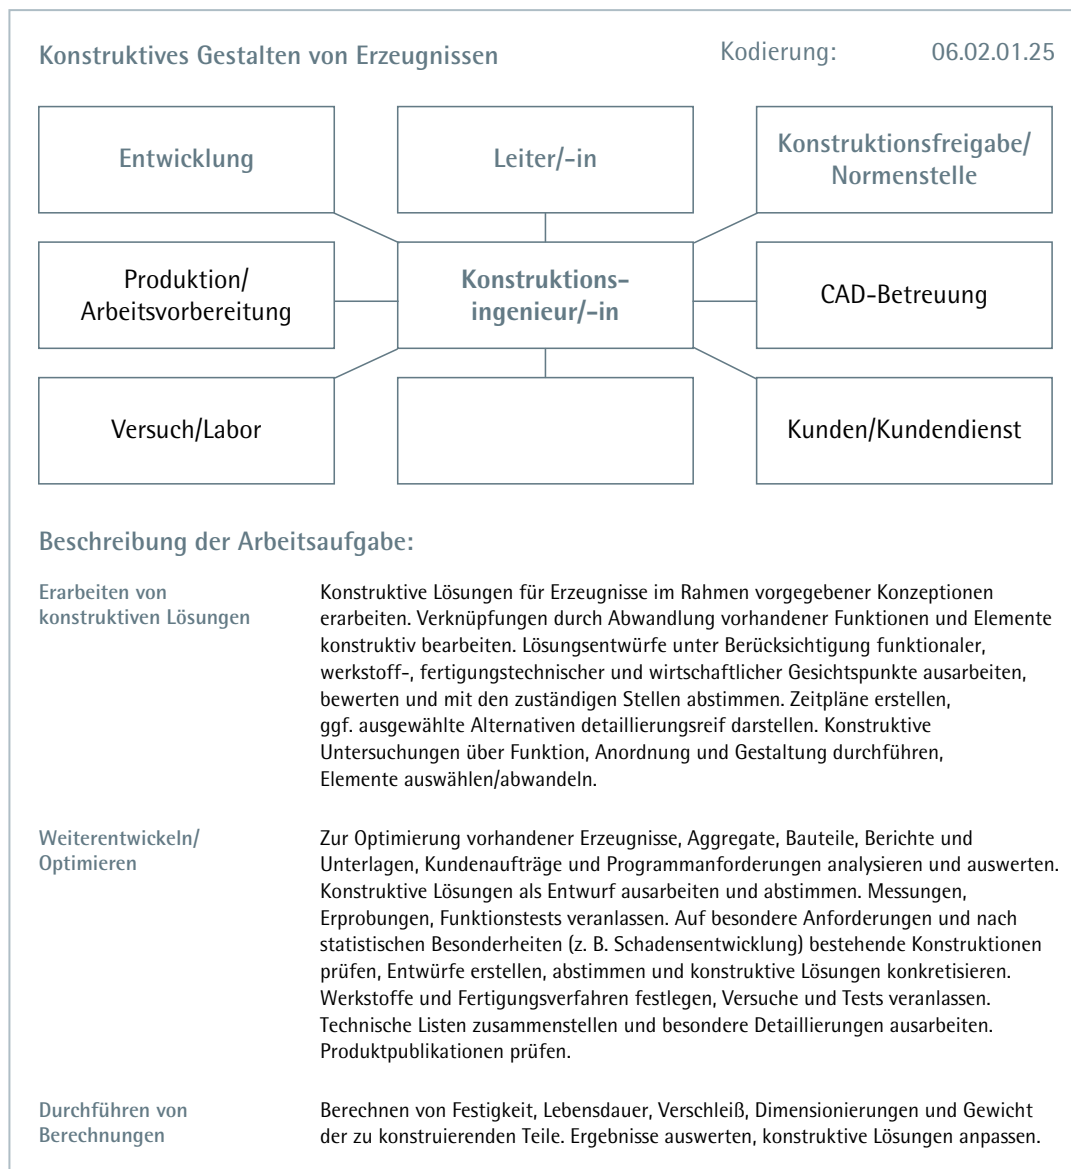 Konstruktives Gestalten von Erzeugnissen Kodierung: 06.02.01.25
Entwicklung
Leiter/-in
Konstruktionsfreigabe/
Normenstelle
Produktion/
Arbeitsvorbereitung
Konstruktions-
ingenieur/-in
CAD-Betreuung
Versuch/Labor
Kunden/Kundendienst
Beschreibung der Arbeitsaufgabe:
Erarbeiten von
konstruktiven Lösungen
Konstruktive Lösungen für Erzeugnisse im Rahmen vorgegebener Konzeptionen
erarbeiten. Verknüpfungen durch Abwandlung vorhandener Funktionen und Elemente
konstruktiv bearbeiten. Lösungsentwürfe unter Berücksichtigung funktionaler,
werkstoff-, fertigungstechnischer und wirtschaftlicher Gesichtspunkte ausarbeiten,
bewerten und mit den zuständigen Stellen abstimmen. Zeitpläne erstellen,
ggf. ausgewählte Alternativen detaillierungsreif darstellen. Konstruktive
Untersuchungen über Funktion, Anordnung und Gestaltung durchführen,
Elemente auswählen/abwandeln.
Weiterentwickeln/
Optimieren
Zur Optimierung vorhandener Erzeugnisse, Aggregate, Bauteile, Berichte und
Unterlagen, Kundenaufträge und Programmanforderungen analysieren und auswerten.
Konstruktive Lösungen als Entwurf ausarbeiten und abstimmen. Messungen,
Erprobungen, Funktionstests veranlassen. Auf besondere Anforderungen und nach
statistischen Besonderheiten (z. B. Schadensentwicklung) bestehende Konstruktionen
prüfen, Entwürfe erstellen, abstimmen und konstruktive Lösungen konkretisieren.
Werkstoffe und Fertigungsverfahren festlegen, Versuche und Tests veranlassen.
Technische Listen zusammenstellen und besondere Detaillierungen ausarbeiten.
Produktpublikationen prüfen.
Durchführen von
Berechnungen
Berechnen von Festigkeit, Lebensdauer, Verschleiß, Dimensionierungen und Gewicht
der zu konstruierenden Teile. Ergebnisse auswerten, konstruktive Lösungen anpassen.